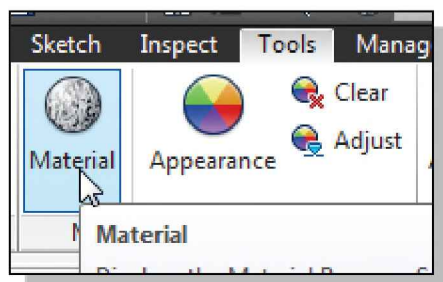 Sketch Inspect Tools Manag
Clear
Adjust
Material Appearance
Material